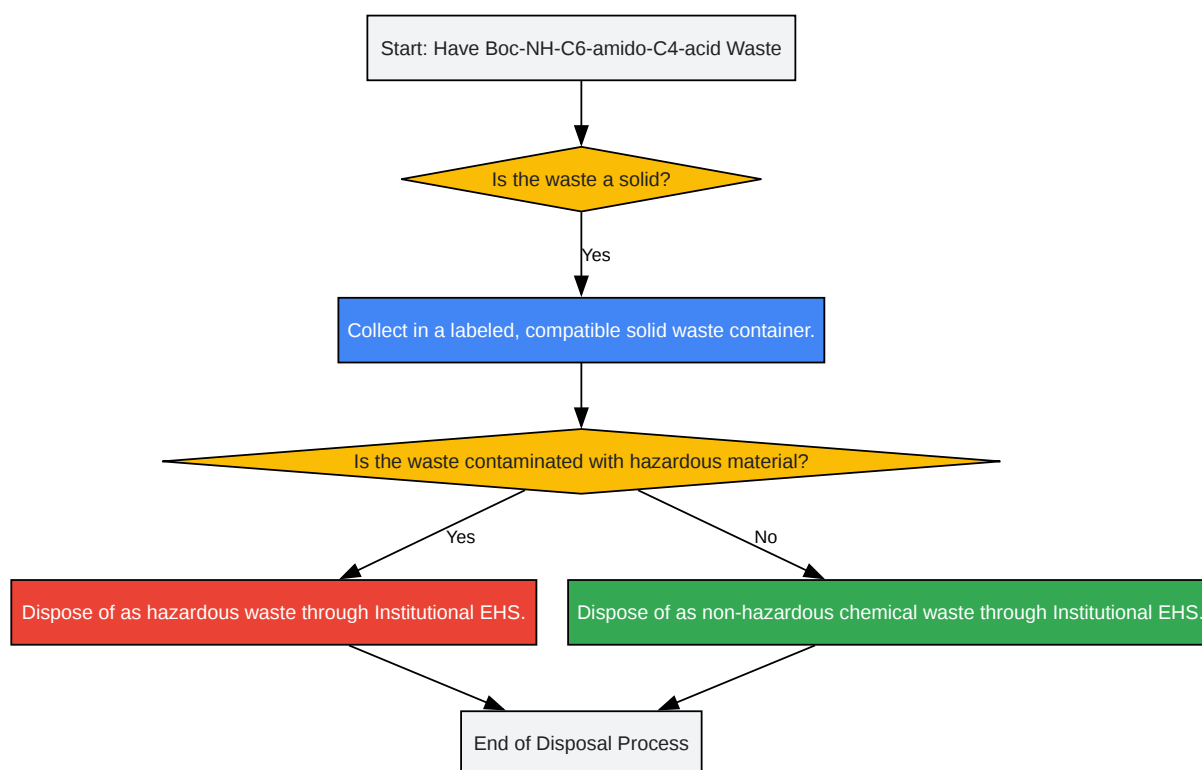 Start: Have Boc-NH-C6-amido-C4-acid Waste
Is the waste a solid?
Yes
Collect in a labeled, compatible solid waste container.
Is the waste contaminated with hazardous material?
Yes
No
Dispose of as hazardous waste through Institutional EHS.
Dispose of as non-hazardous chemical waste through Institutional EHS.
End of Disposal Process